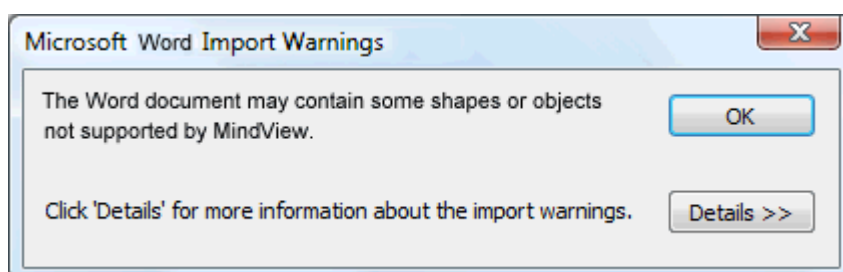 Microsoft Word Import Warnings
The Word document may contain some shapes or objects
not supported by MindView.
OK
Click 'Details' for more information about the import warnings.
Details >>